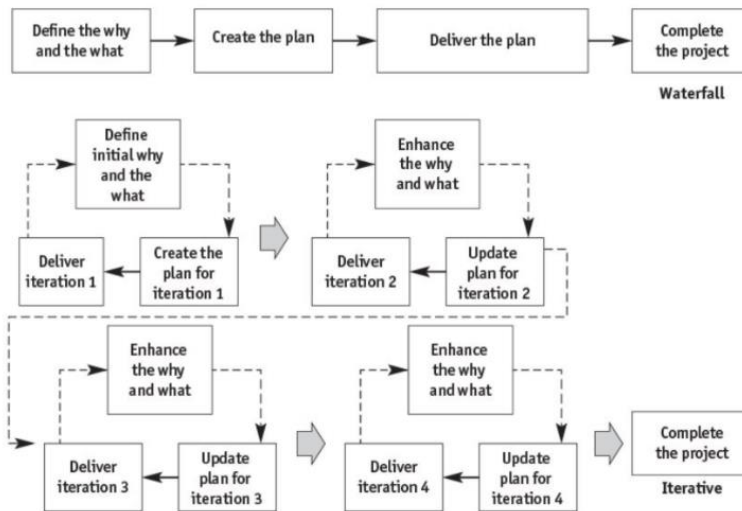 Define the why
and the what
Create the plan
Deliver the plan
Complete
the project
Waterfall
Define
initial why
and the
what
Deliver
iteration 1
Create the
plan for
iteration 1
Enhance
the why
and what
Deliver
iteration 2
Update
plan for
iteration 2
Enhance
the why
and what
Deliver
iteration 3
Update
plan for
iteration 3
Enhance
the why
and what
Deliver
iteration 4
Update
plan for
iteration 4
Complete
the project
Iterative